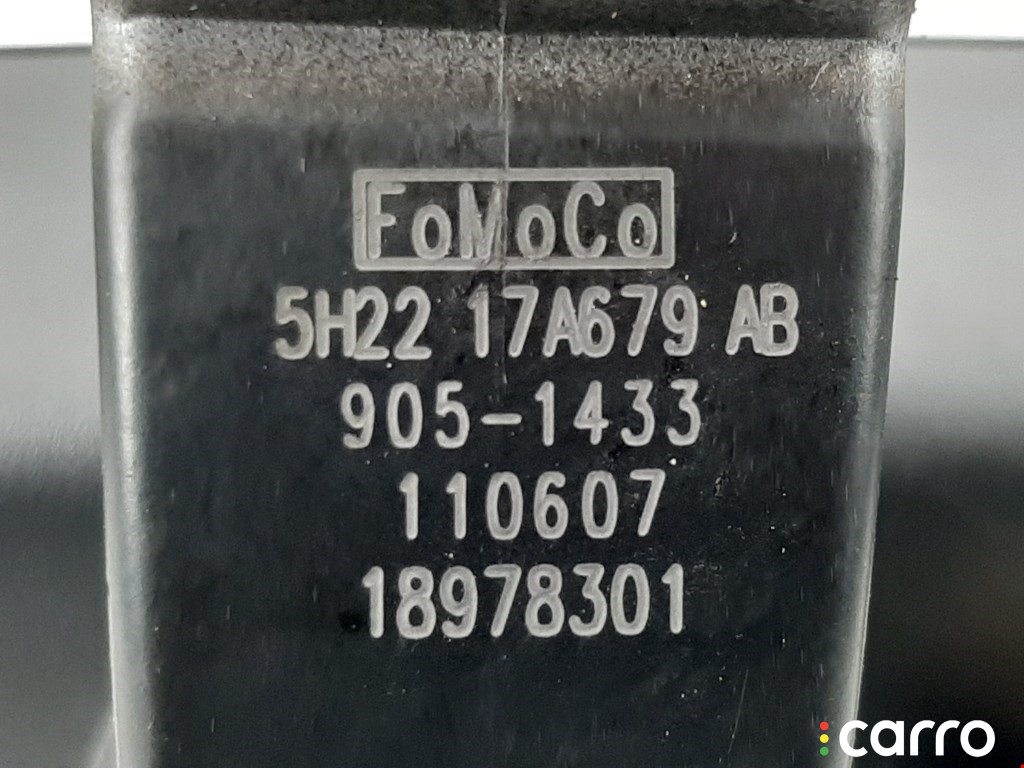 FoMoCo
5H22 17A679 AB
905-1433
110607
18978301
carro